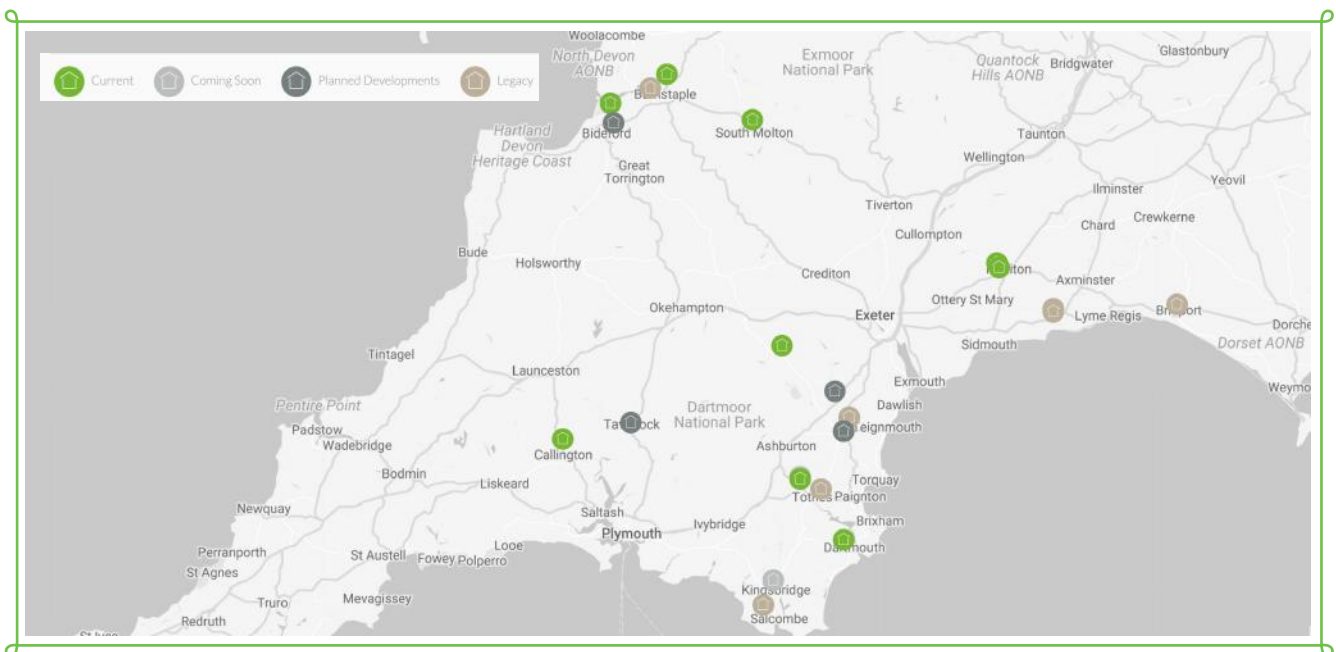 Current
Coming Soon
Planned Developments
Legacy
Woolacombe
North Devon
AONB
Exmoor
National Park
Quantock
Hills AONB
Bridgwater
Glastonbury
Bideford
South Molton
Taunton
Hartland
Devon
Heritage Coast
Great
Torrington
Wellington
Ilminster
Yeovil
Tiverton
Chard
Crewkerne
Cullompton
Bude
Holsworthy
Crediton
Axminster
Okehampton
Ottery St Mary
Exeter
Lyme Regis
Sidmouth
Dorset AONB
Tintagel
Launceston
Exmouth
Pentire Point
Dartmoor
National Park
Dawlish
Padstow
Wadebridge
Callington
Ashburton
Bodmin
Liskeard
Torquay
Totnes
Paignton
Newquay
Saltash
Plymouth
Ivybridge
Brixham
Perranporth
St Austell
Fowey
Polperro
Looe
St Agnes
Kingsbridge
Truro
Mevagissey
Redruth
Salcombe